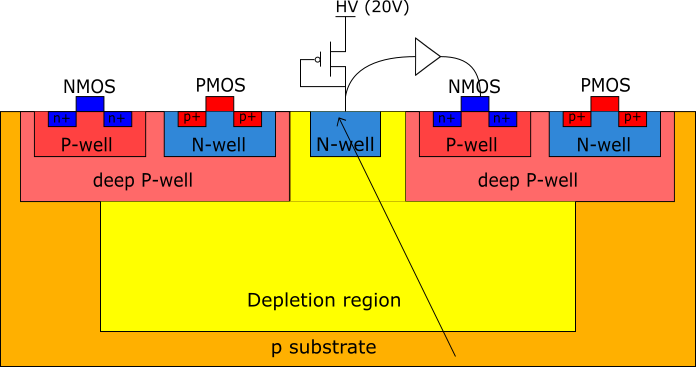 HV (20V)
NMOS
PMOS
NMOS
PMOS
n+
n+
p+
p+
n+
n+
p+
p+
P-well
N-well
N-well
P-well
N-well
deep P-well
deep P-well
Depletion region
p substrate